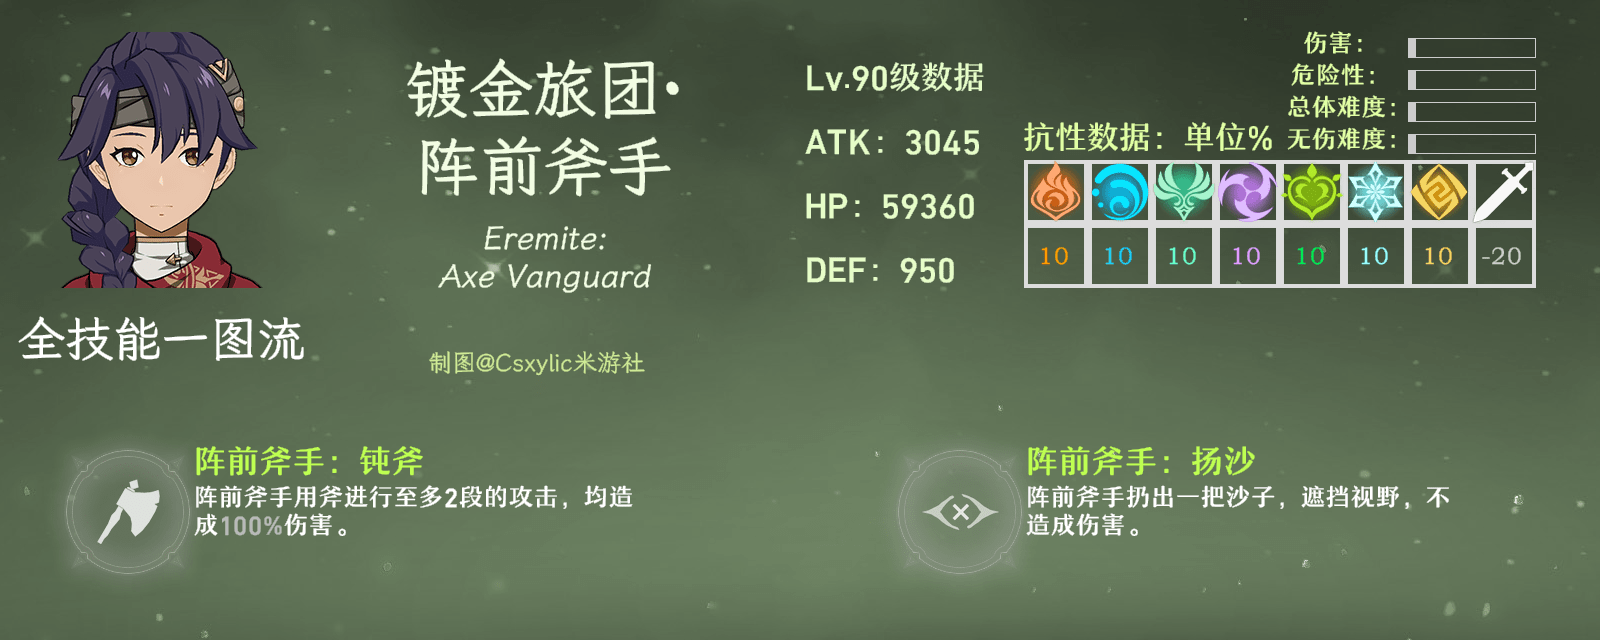 镀金旅团·
阵前斧手
Eremite:
Axe Vanguard
全技能一图流
制图@Csxylic米游社
Lv.90级数据
ATK：3045
HP：59360
DEF：950
伤害：
危险性：
总体难度：
无伤难度：
抗性数据：单位%
10 10 10 10 10 10 10 -20
阵前斧手：钝斧
阵前斧手用斧进行至多2段的攻击，均造
成100%伤害。
阵前斧手：扬沙
阵前斧手扔出一把沙子，遮挡视野，不
造成伤害。